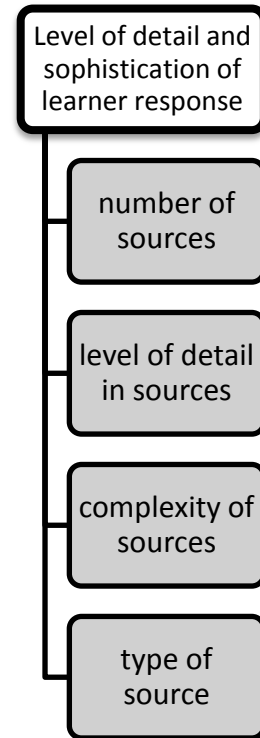 Level of detail and
sophistication of
learner response
number of
sources
level of detail
in sources
complexity of
sources
type of
source